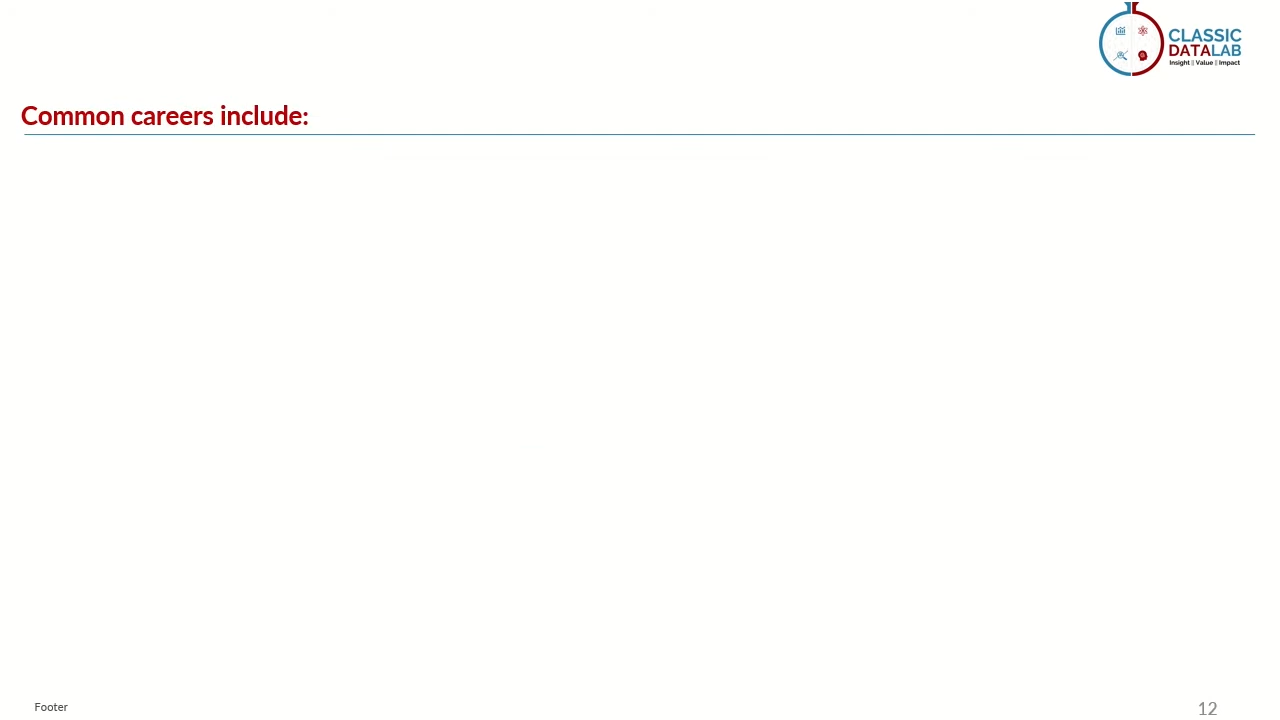 CLASSIC
DATALAB
Insight || Value || Impact
Common careers include:
Footer
12